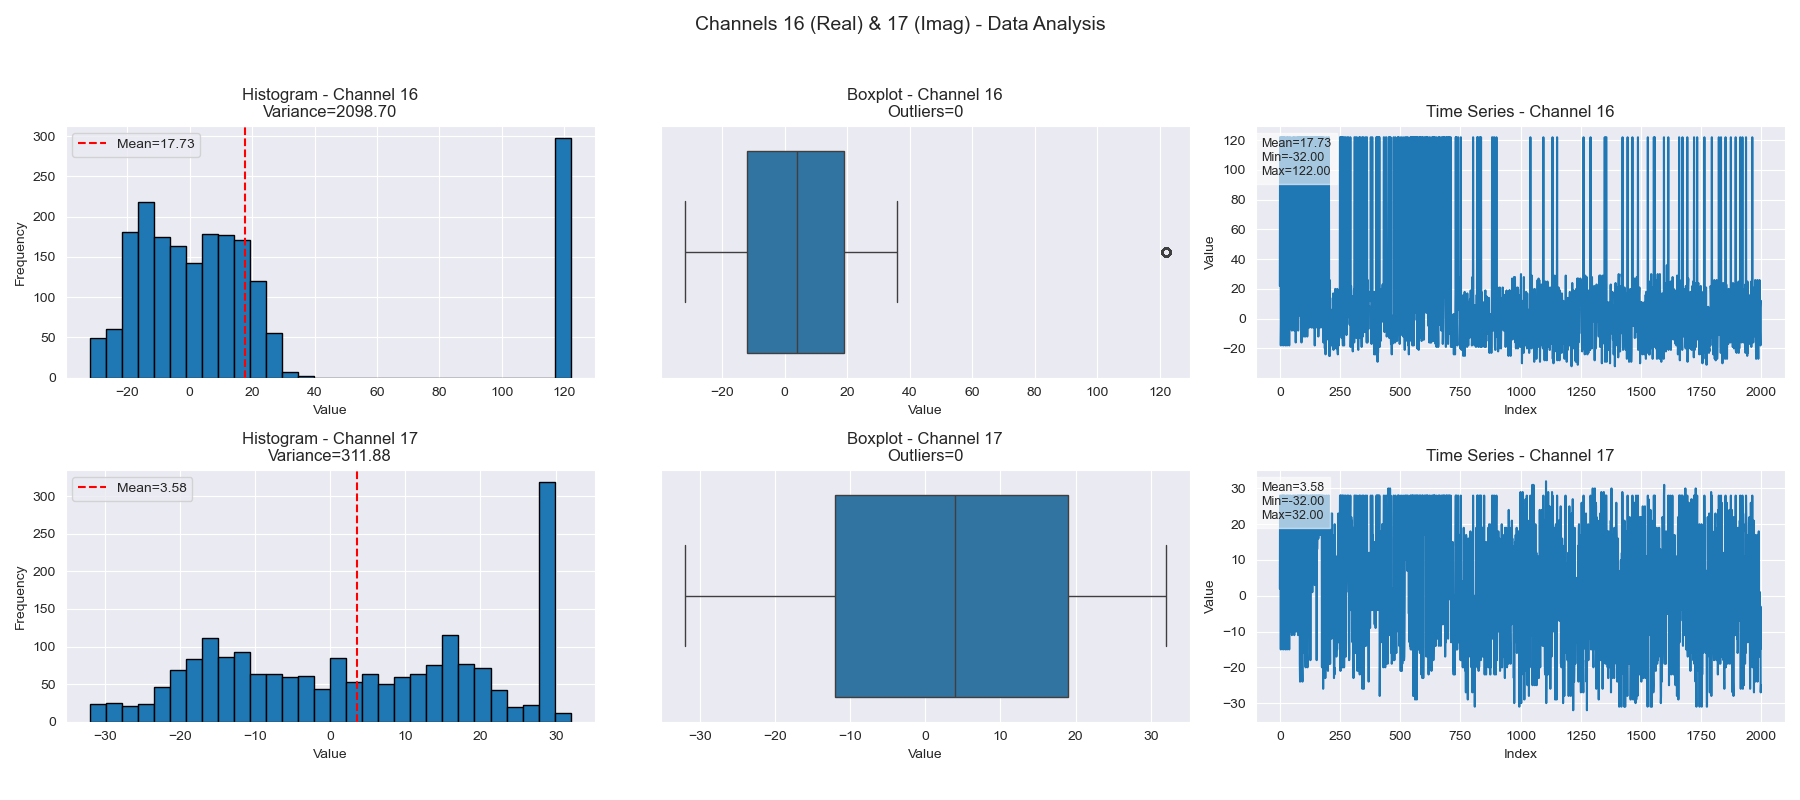 Channels 16 (Real) & 17 (Imag) - Data Analysis
Histogram - Channel 16
Variance=2098.70
Mean=17.73
Frequency
300
250
200
150
100
50
0
−20 0 20 40 60 80 100 120
Value
Boxplot - Channel 16
Outliers=0
−20 0 20 40 60 80 100 120
Value
Time Series - Channel 16
Mean=17.73
Min=-32.00
Max=122.00
Value
120
100
80
60
40
20
0
−20
0 250 500 750 1000 1250 1500 1750 2000
Index
Histogram - Channel 17
Variance=311.88
Mean=3.58
Frequency
300
250
200
150
100
50
0
−30 −20 −10 0 10 20 30
Value
Boxplot - Channel 17
Outliers=0
−30 −20 −10 0 10 20 30
Value
Time Series - Channel 17
Mean=3.58
Min=-32.00
Max=32.00
Value
30
20
10
0
−10
−20
−30
0 250 500 750 1000 1250 1500 1750 2000
Index